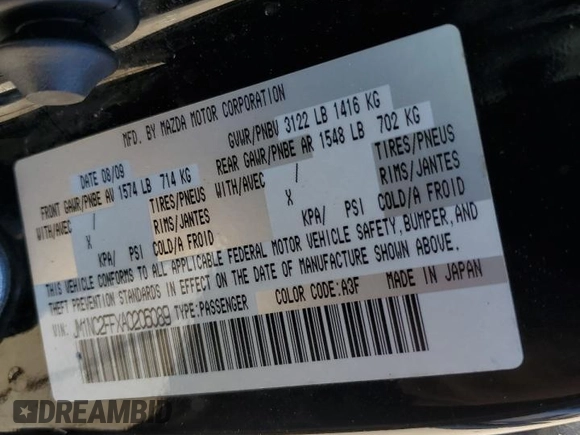 MFD. BY MAZDA MOTOR CORPORATION
DATE 08/09 GVWR/PNBV 3122 LB 1416 KG
FRONT GAWR/PNBE AV 1574 LB 714 KG REAR GAWR/PNBE AR 1548 LB 702 KG
WITH/AVEC / TIRES/PNEUS WITH/AVEC / TIRES/PNEUS
X RIMS/JANTES X RIMS/JANTES
KPA/ PSI COLD/A FROID KPA/ PSI COLD/A FROID
THIS VEHICLE CONFORMS TO ALL APPLICABLE FEDERAL MOTOR VEHICLE SAFETY, BUMPER, AND
THEFT PREVENTION STANDARDS IN EFFECT ON THE DATE OF MANUFACTURE SHOWN ABOVE.
VIN: JM1NC2FFXA0205089 TYPE:PASSENGER COLOR CODE:A3F MADE IN JAPAN
DREAMBID